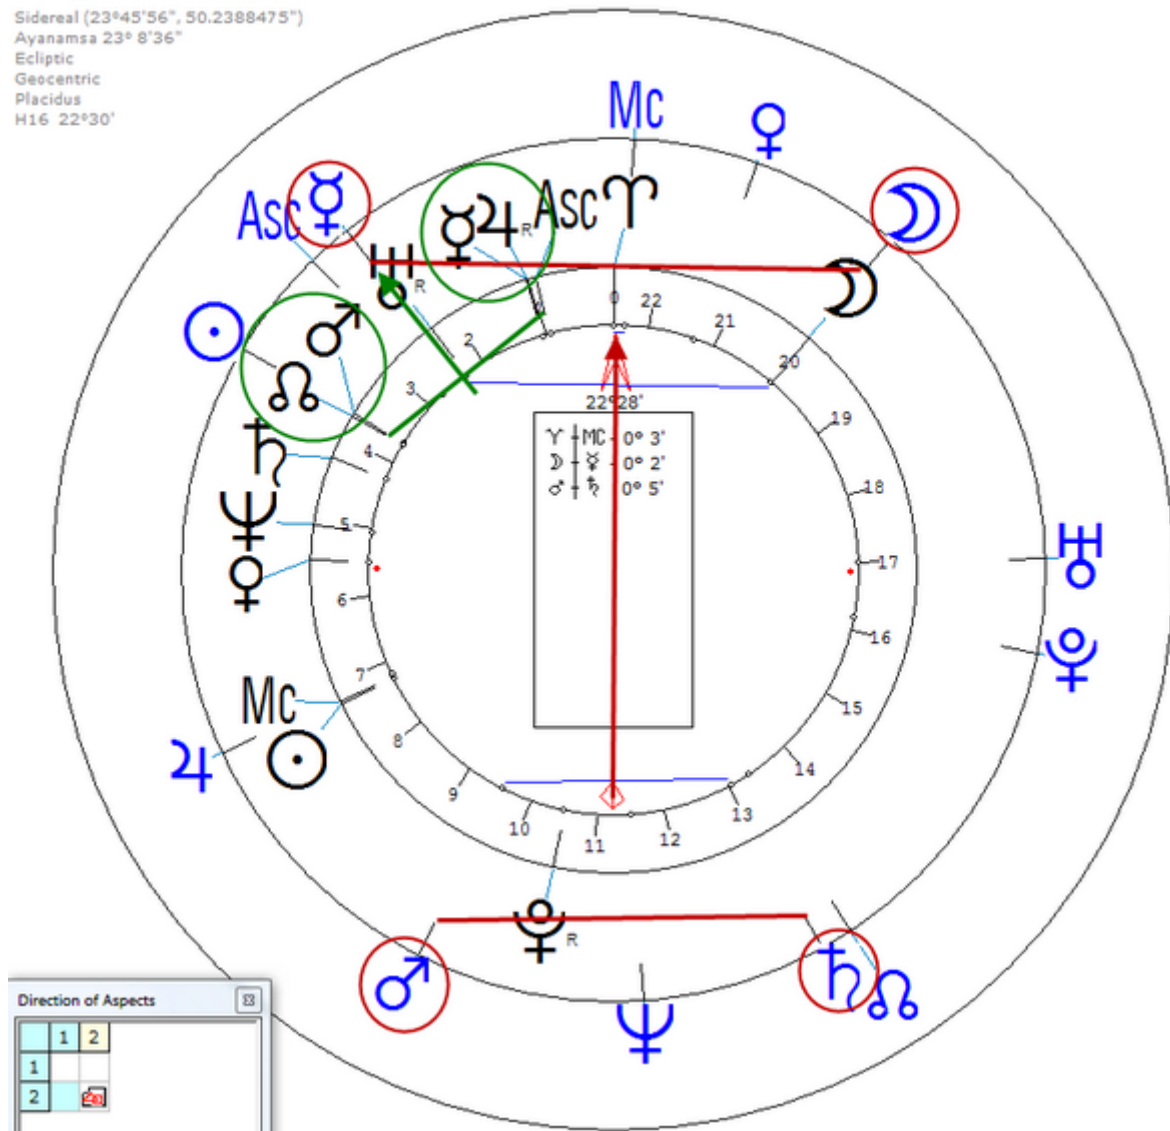 Sidereal (23°45'56", 50.2388475")
Ayanamsa 23° 8'36"
Ecliptic
Geocentric
Placidus
H16 22°30'
Mc
♀
Asc ☿
☿ ♃ R Asc ♈
☽
♅ R
☽
☉
♂
☊
0
22
21
20
19
18
17
16
15
14
13
12
11
10
9
8
7
6
5
4
3
2
22°28'
♈ MC 0° 3'
☽ ☿ 0° 2'
♂ ♄ 0° 5'
♄
♆
♀
♅
♇
Mc
☉
♃
♇ R
♂
♄ ☊
♆
Direction of Aspects
1 2
1
2